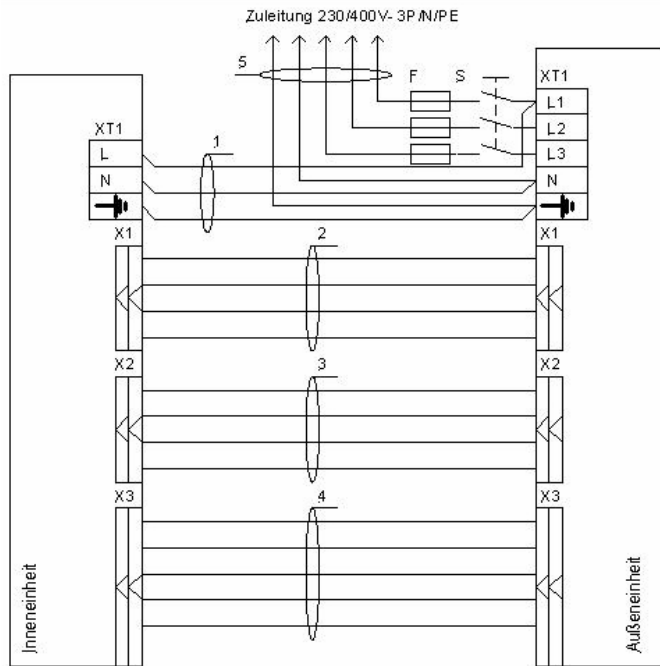 Zuleitung 230/400V- 3P/N/PE
5
F
S
XT1
L1
XT1
1
L2
L
L3
N
N
X1
2
X1
X2
3
X2
X3
4
X3
Inneneinheit
Außeneinheit